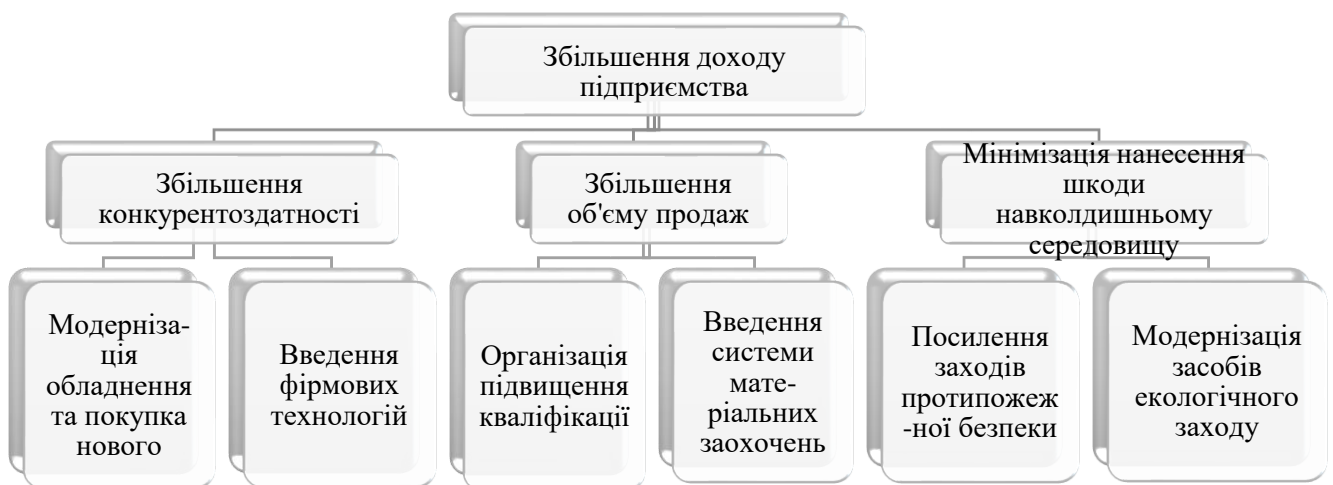 Збільшення доходу
підприємства
Збільшення
конкурентоздатності
Збільшення
об'єму продаж
Мінімізація нанесення
шкоди
навколдишньому
середовищу
Модерніза-
ція
обладнення
та покупка
нового
Введення
фірмових
технологій
Організація
підвищення
кваліфікації
Введення
системи
мате-
ріальних
заохочень
Посилення
заходів
протипожеж
-ної безпеки
Модернізація
засобів
екологічного
заходу